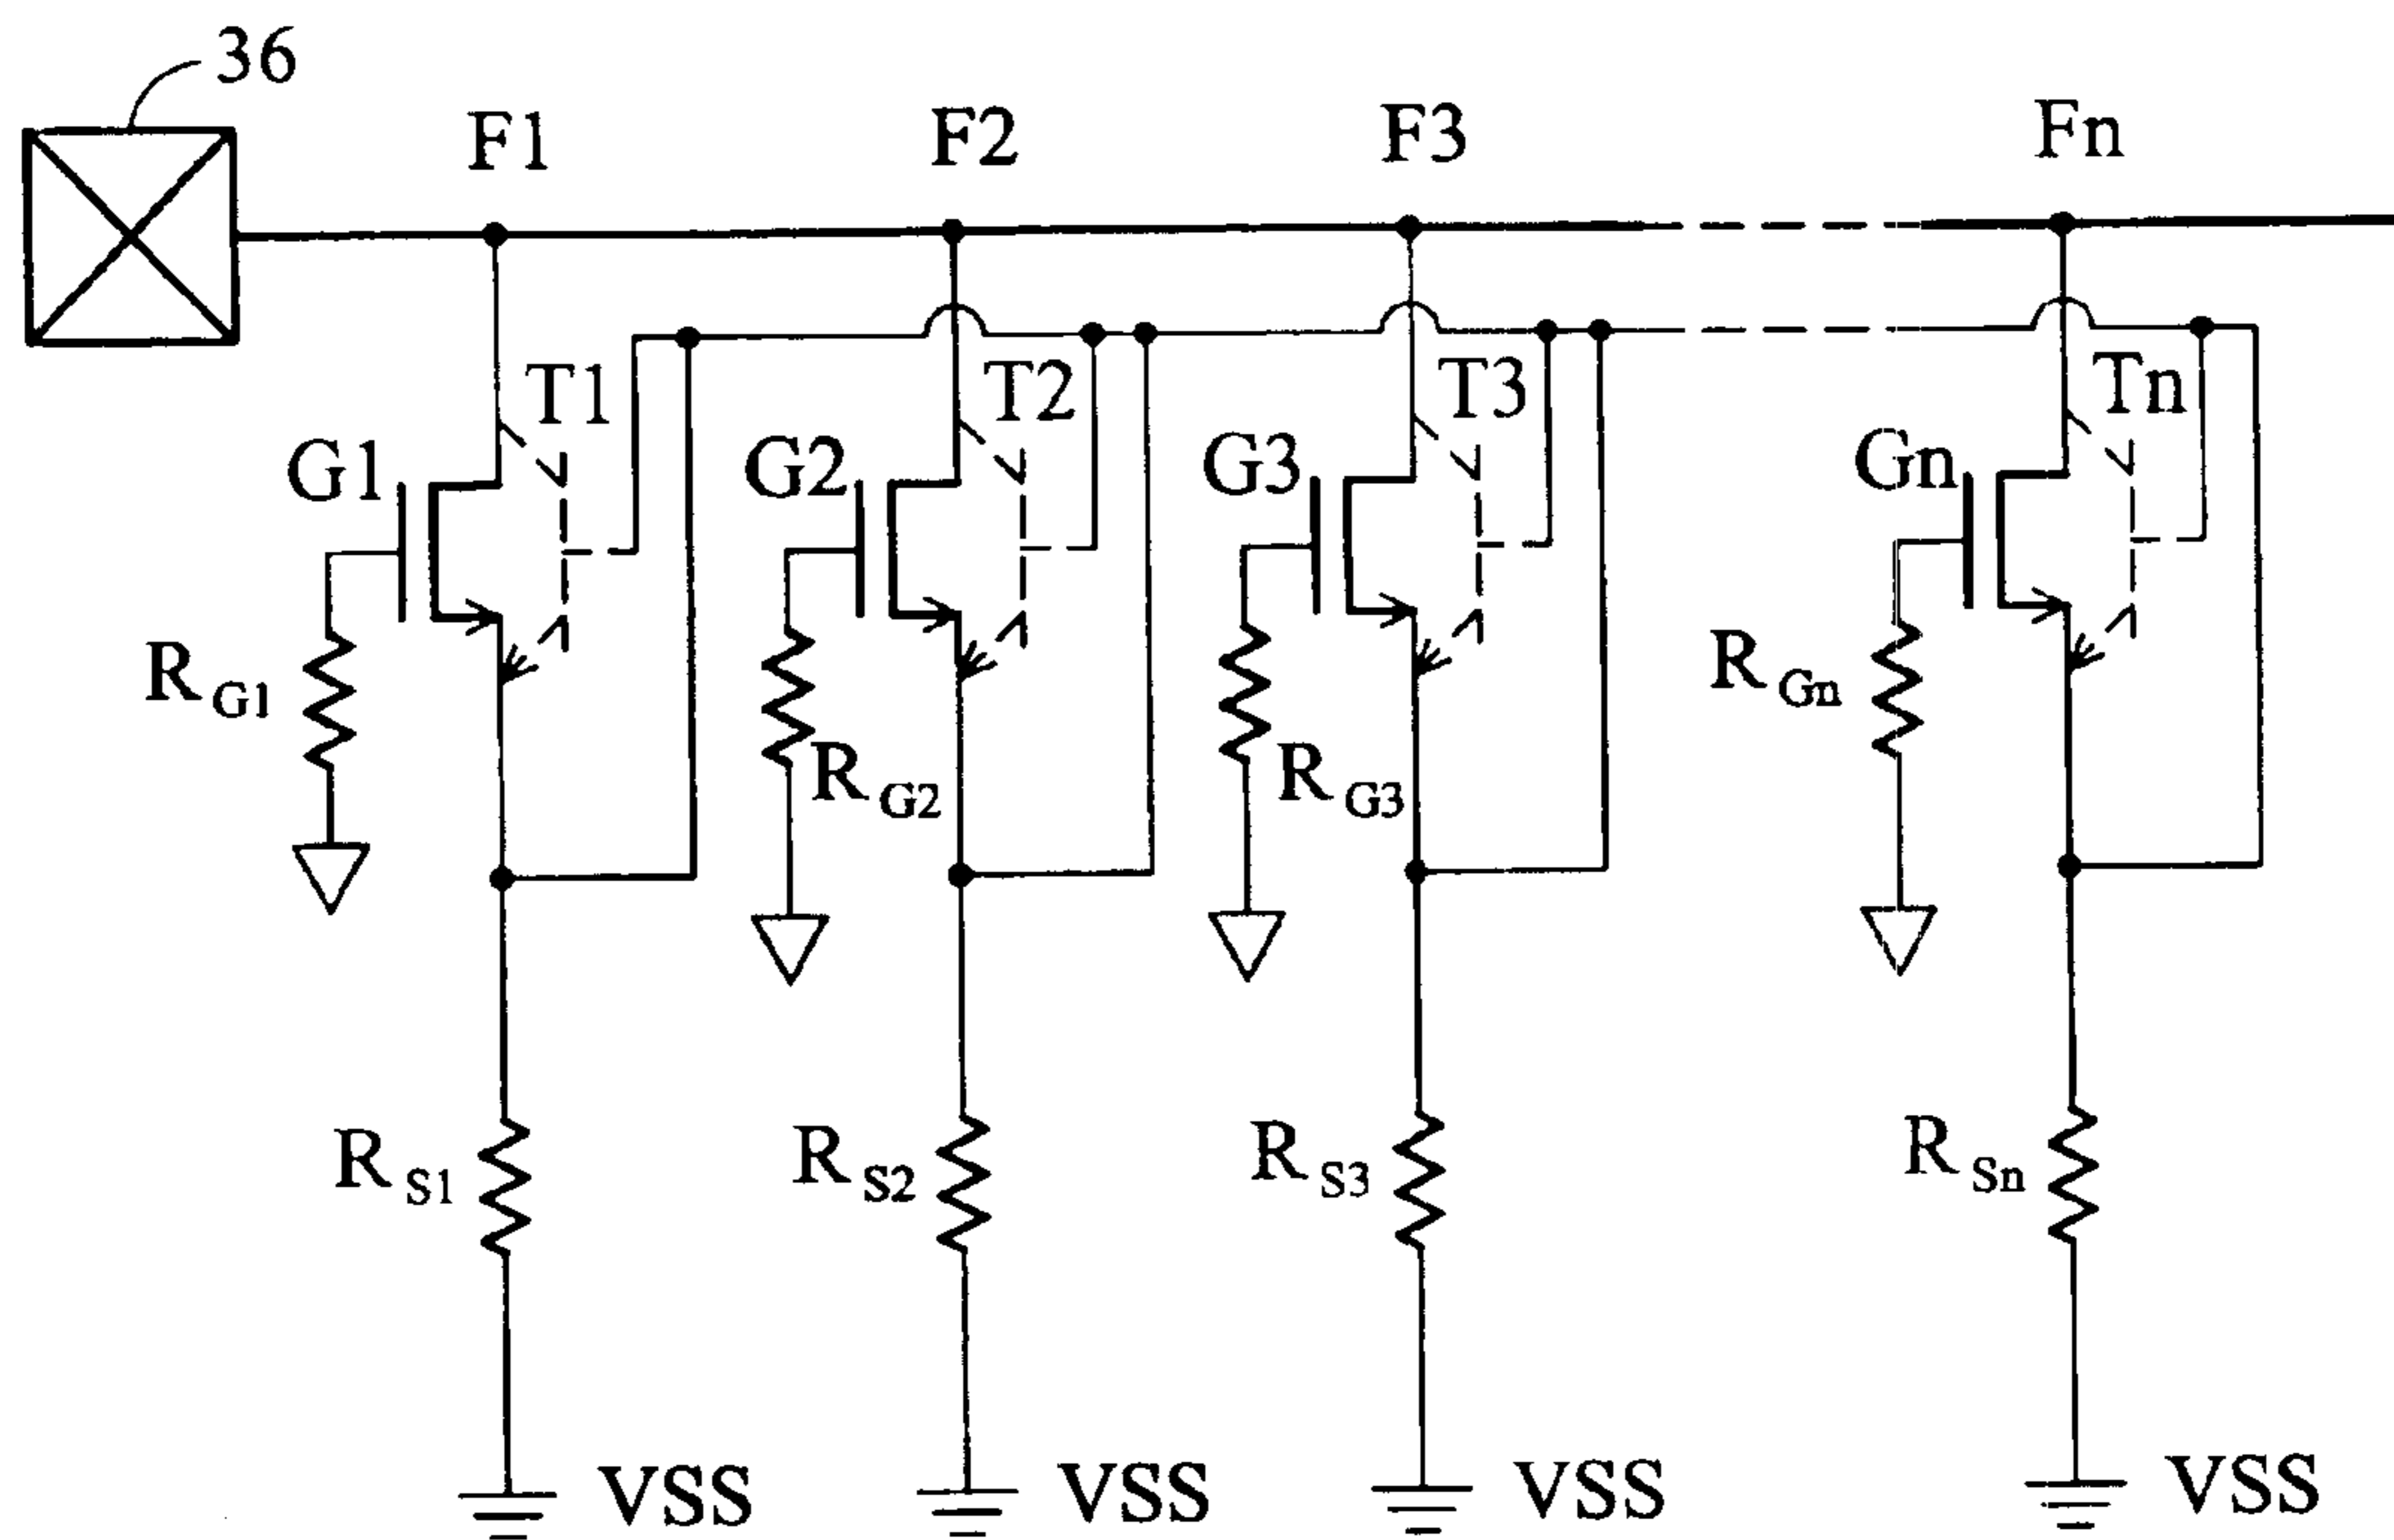 36
F1 F2 F3 Fn
T1 T2 T3 Tn
G1 G2 G3 Gn
RG1 RG2 RG3 RGn
RS1 RS2 RS3 RSn
VSS VSS VSS VSS